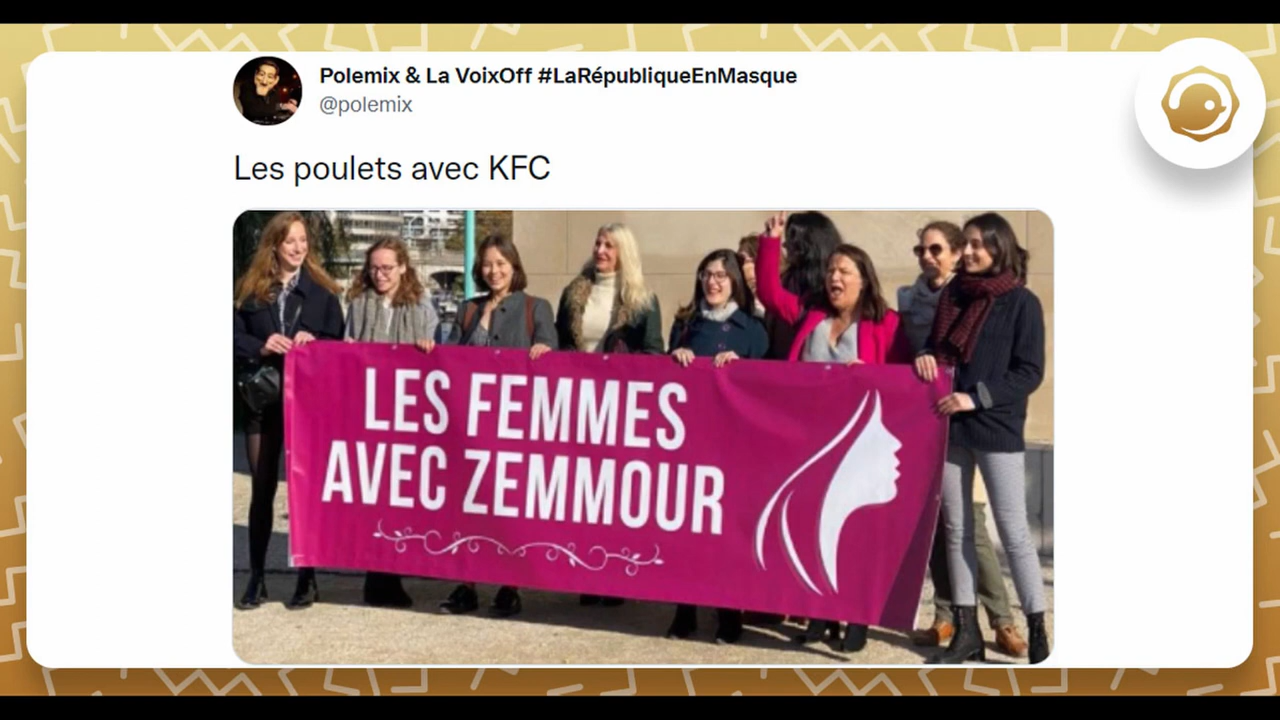 Polemix & La VoixOff #LaRépubliqueEnMasque
@polemix
Les poulets avec KFC
LES FEMMES
AVEC ZEMMOUR